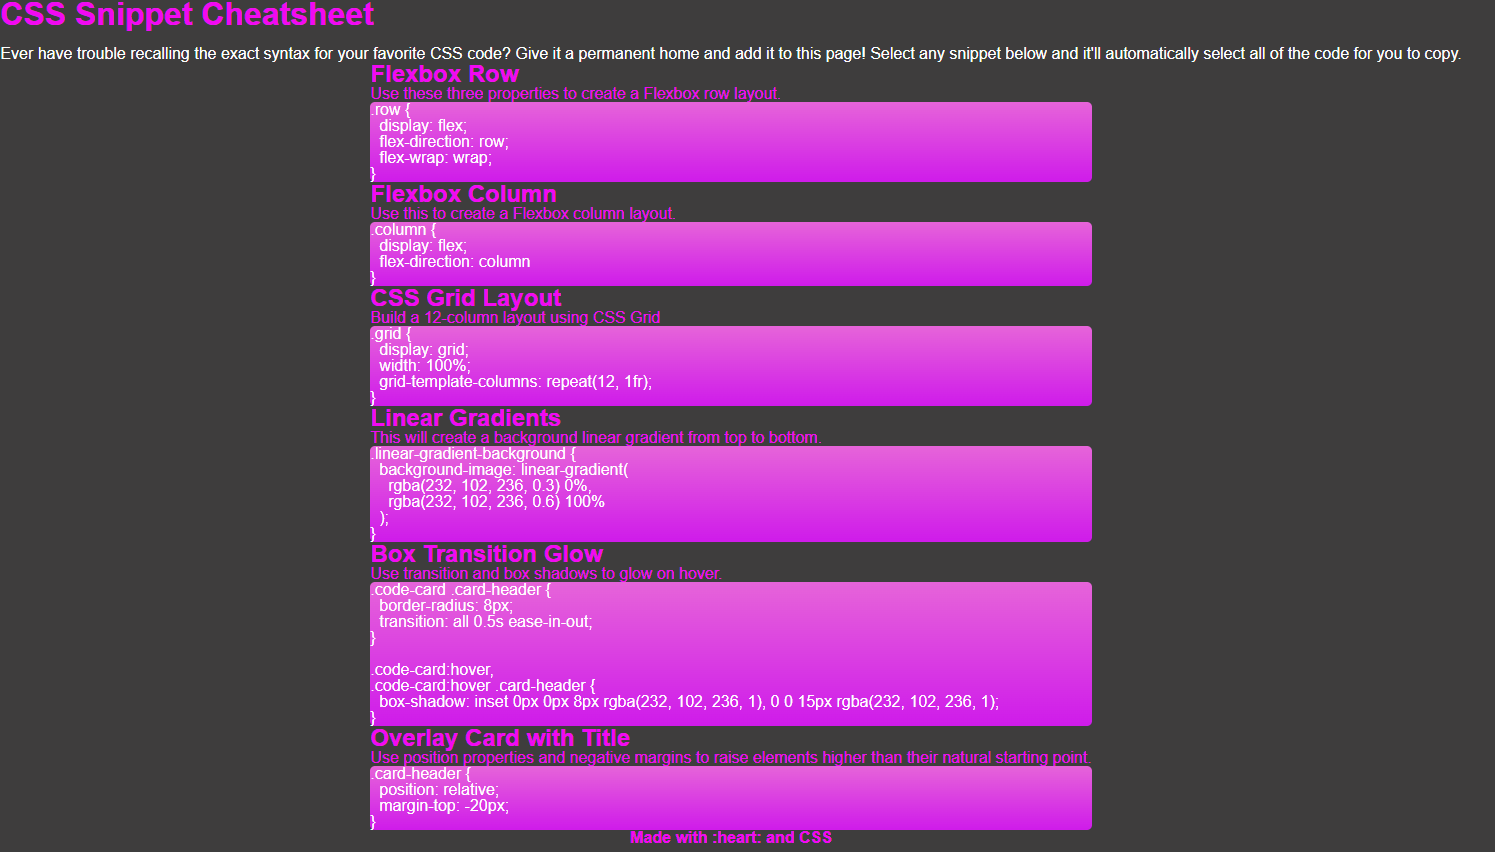 CSS Snippet Cheatsheet
Ever have trouble recalling the exact syntax for your favorite CSS code? Give it a permanent home and add it to this page! Select any snippet below and it'll automatically select all of the code for you to copy.
Flexbox Row
Use these three properties to create a Flexbox row layout.
.row {
  display: flex;
  flex-direction: row;
  flex-wrap: wrap;
}
Flexbox Column
Use this to create a Flexbox column layout.
.column {
  display: flex;
  flex-direction: column
}
CSS Grid Layout
Build a 12-column layout using CSS Grid
.grid {
  display: grid;
  width: 100%;
  grid-template-columns: repeat(12, 1fr);
}
Linear Gradients
This will create a background linear gradient from top to bottom.
.linear-gradient-background {
  background-image: linear-gradient(
    rgba(232, 102, 236, 0.3) 0%,
    rgba(232, 102, 236, 0.6) 100%
  );
}
Box Transition Glow
Use transition and box shadows to glow on hover.
.code-card .card-header {
  border-radius: 8px;
  transition: all 0.5s ease-in-out;
}
.code-card:hover,
.code-card:hover .card-header {
  box-shadow: inset 0px 0px 8px rgba(232, 102, 236, 1), 0 0 15px rgba(232, 102, 236, 1);
}
Overlay Card with Title
Use position properties and negative margins to raise elements higher than their natural starting point.
.card-header {
  position: relative;
  margin-top: -20px;
}
Made with :heart: and CSS